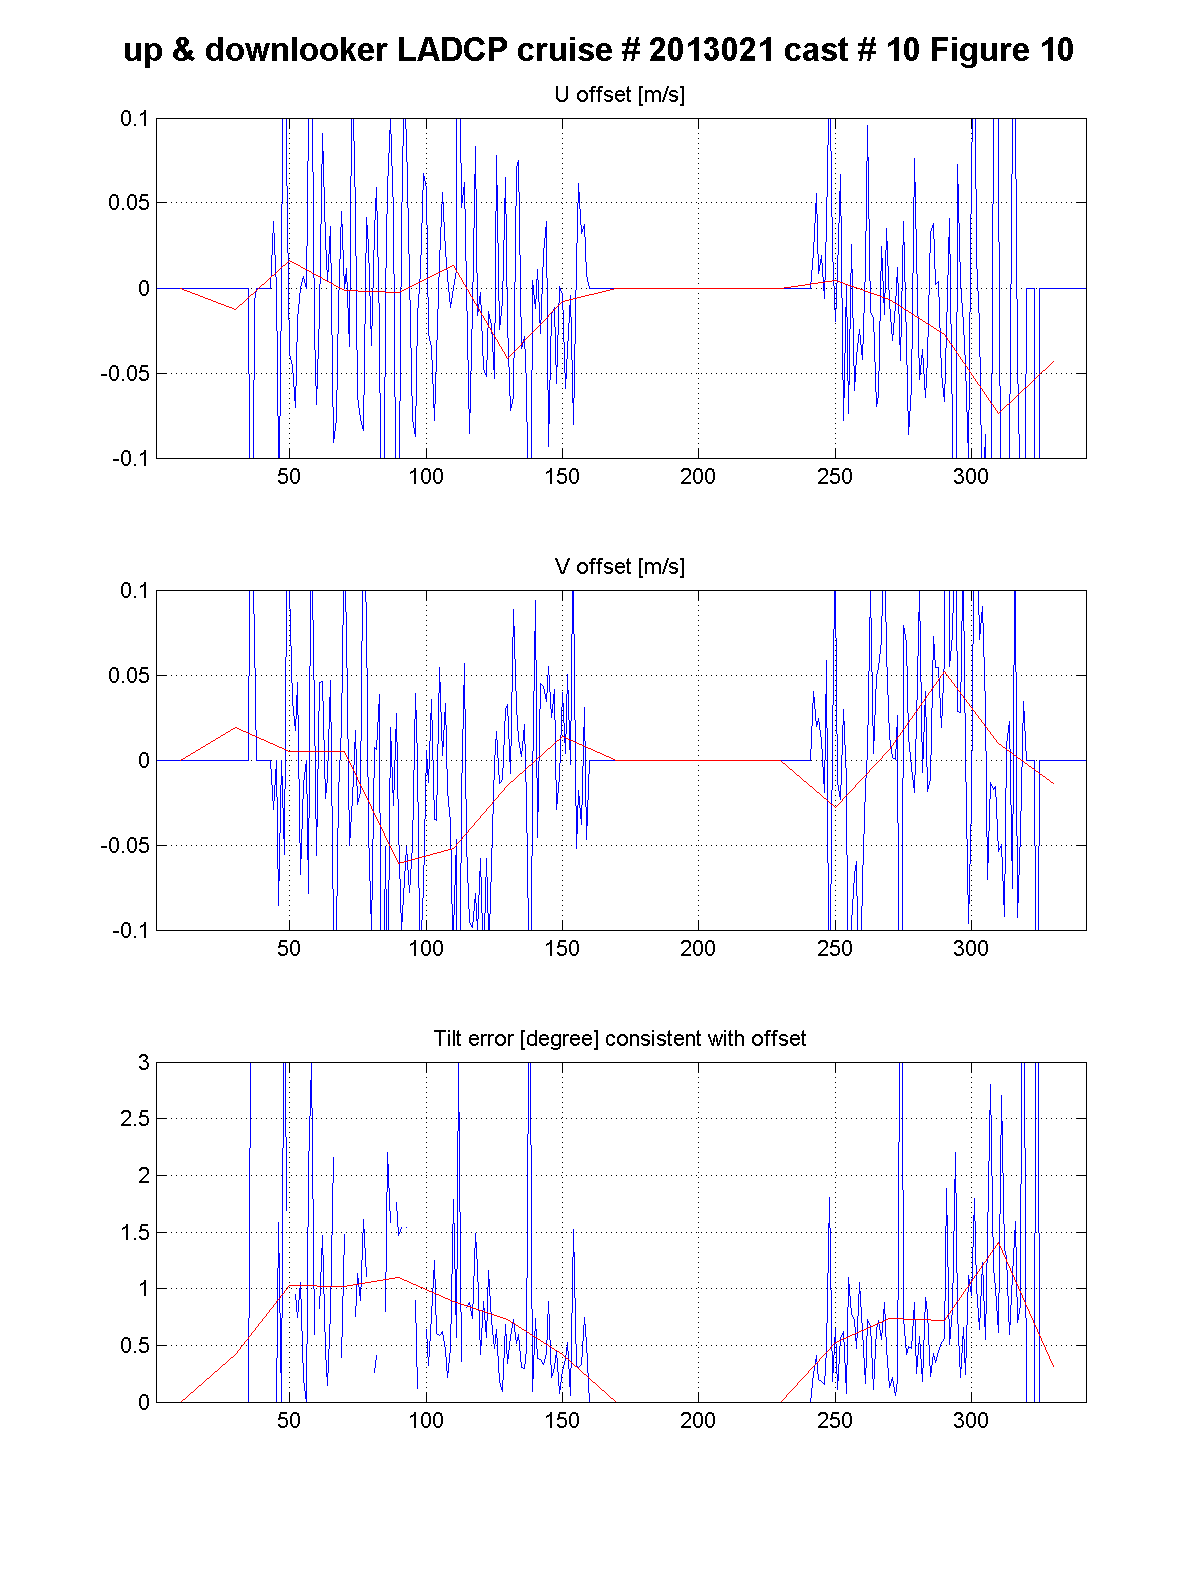 up & downlooker LADCP cruise # 2013021 cast # 10 Figure 10
U offset [m/s]
0.1
0.05
0
-0.05
-0.1
50 100 150 200 250 300
V offset [m/s]
0.1
0.05
0
-0.05
-0.1
50 100 150 200 250 300
Tilt error [degree] consistent with offset
3
2.5
2
1.5
1
0.5
0
50 100 150 200 250 300